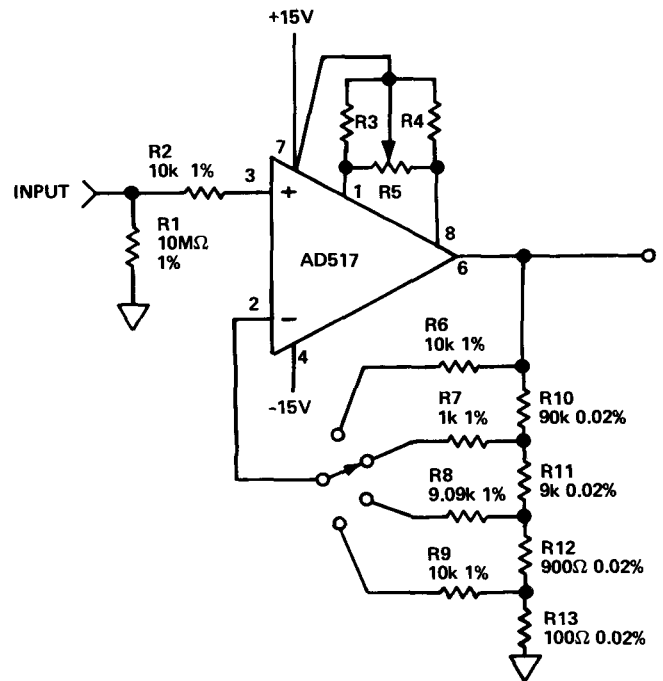 +15V
R3
R4
7
R2
10k 1%
3
INPUT
+
1
R5
R1
10MΩ
1%
8
AD517
6
2
−
R6
10k 1%
4
-15V
R10
90k 0.02%
R7
1k 1%
R11
9k 0.02%
R8
9.09k 1%
R12
900Ω 0.02%
R9
10k 1%
R13
100Ω 0.02%